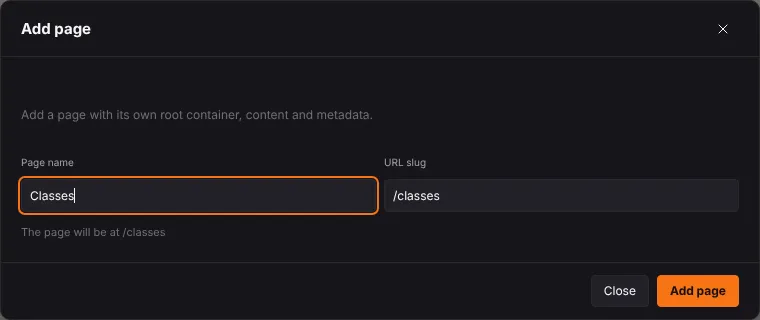 Add page
Add a page with its own root container, content and metadata.
Page name
URL slug
Classes
/classes
The page will be at /classes
Close
Add page